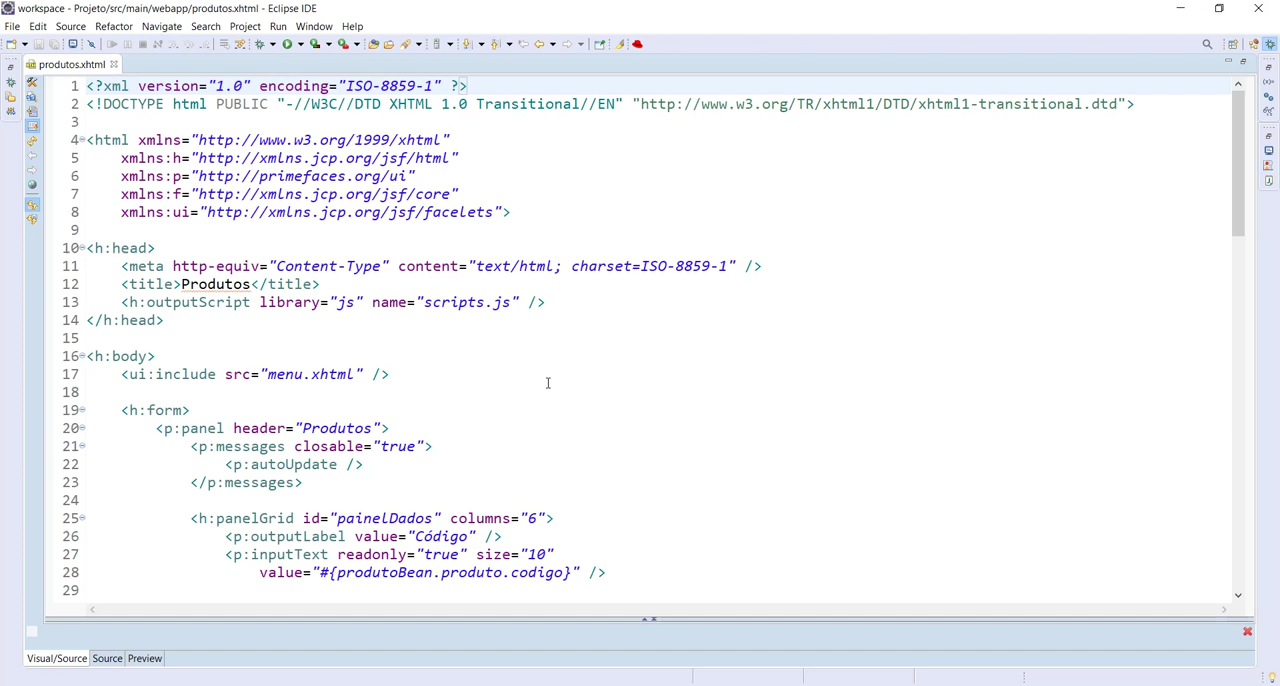 workspace - Projeto/src/main/webapp/produtos.xhtml - Eclipse IDE
File Edit Source Refactor Navigate Search Project Run Window Help
produtos.xhtml
1 <?xml version="1.0" encoding="ISO-8859-1" ?>
2 <!DOCTYPE html PUBLIC "-//W3C//DTD XHTML 1.0 Transitional//EN" "http://www.w3.org/TR/xhtml1/DTD/xhtml1-transitional.dtd">
3
4 <html xmlns="http://www.w3.org/1999/xhtml"
5 xmlns:h="http://xmlns.jcp.org/jsf/html"
6 xmlns:p="http://primefaces.org/ui"
7 xmlns:f="http://xmlns.jcp.org/jsf/core"
8 xmlns:ui="http://xmlns.jcp.org/jsf/facelets">
9
10 <h:head>
11 <meta http-equiv="Content-Type" content="text/html; charset=ISO-8859-1" />
12 <title>Produtos</title>
13 <h:outputScript library="js" name="scripts.js" />
14 </h:head>
15
16 <h:body>
17 <ui:include src="menu.xhtml" />
18
19 <h:form>
20 <p:panel header="Produtos">
21 <p:messages closable="true">
22 <p:autoUpdate />
23 </p:messages>
24
25 <h:panelGrid id="painelDados" columns="6">
26 <p:outputLabel value="Código" />
27 <p:inputText readonly="true" size="10"
28 value="#{produtoBean.produto.codigo}" />
29
Visual/Source Source Preview